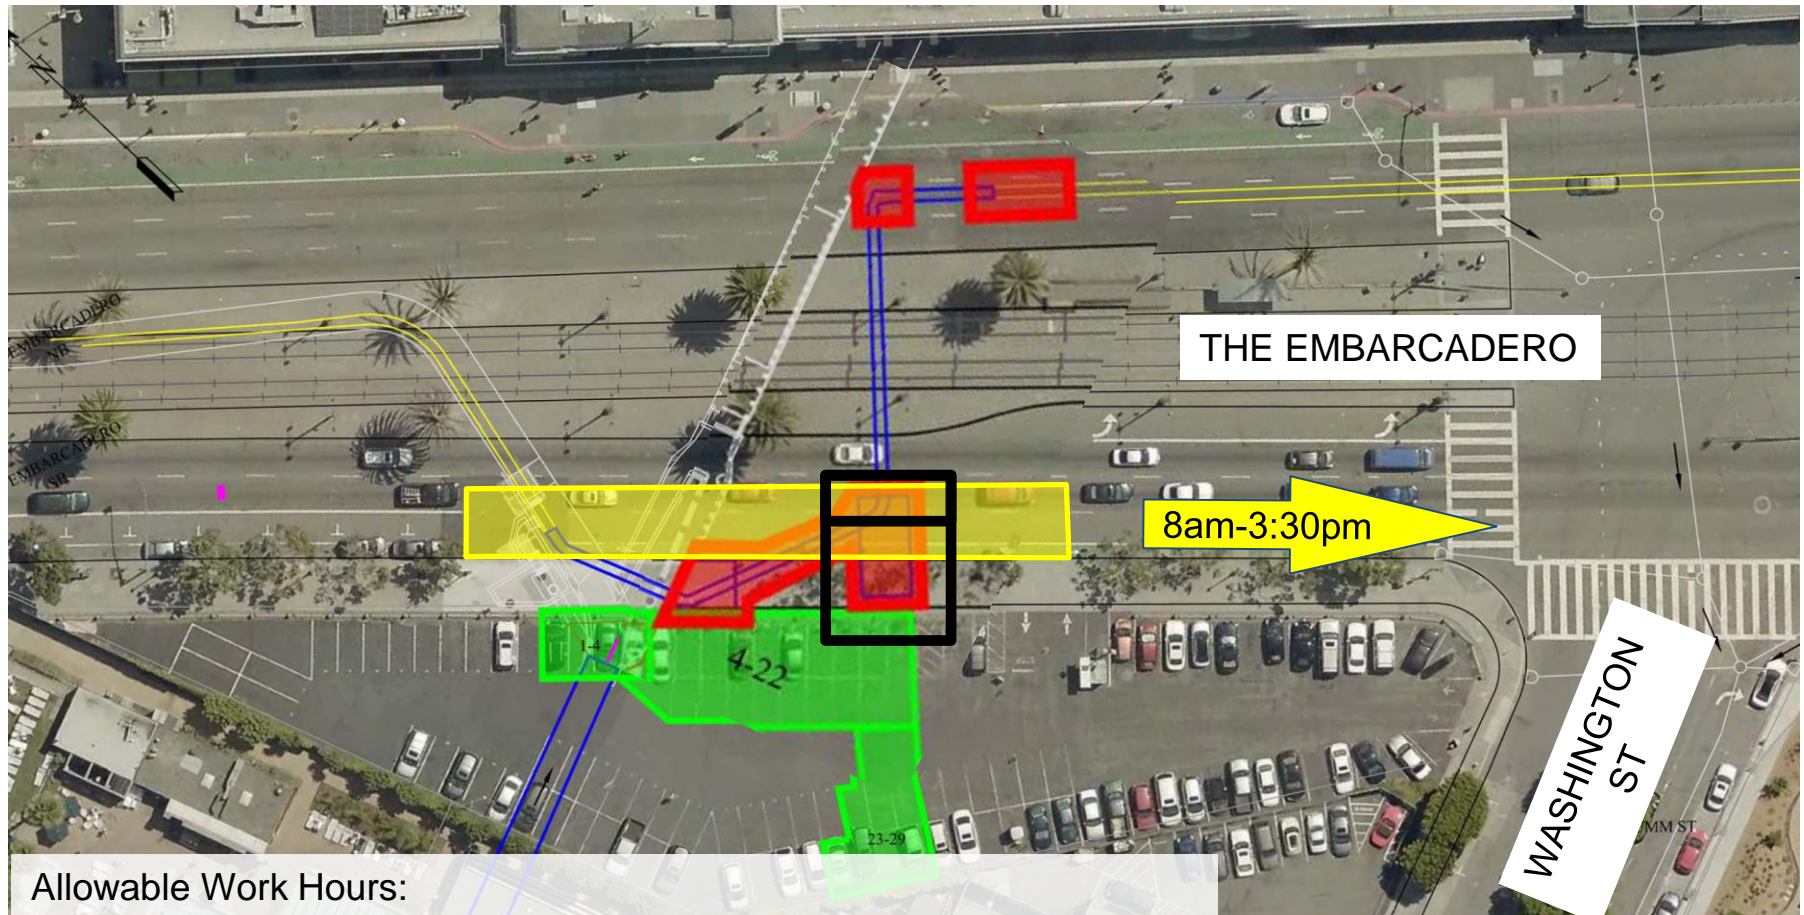 N
EMBARCADERO
NB
THE EMBARCADERO
EMBARCADERO
SB
8am-3:30pm
1-4
4-22
WASHINGTON
ST
23-29
MM ST
Allowable Work Hours: